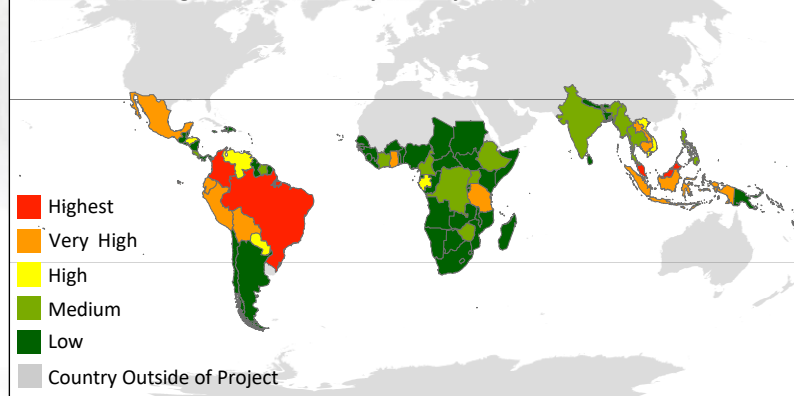 Highest
Very High
High
Medium
Low
Country Outside of Project